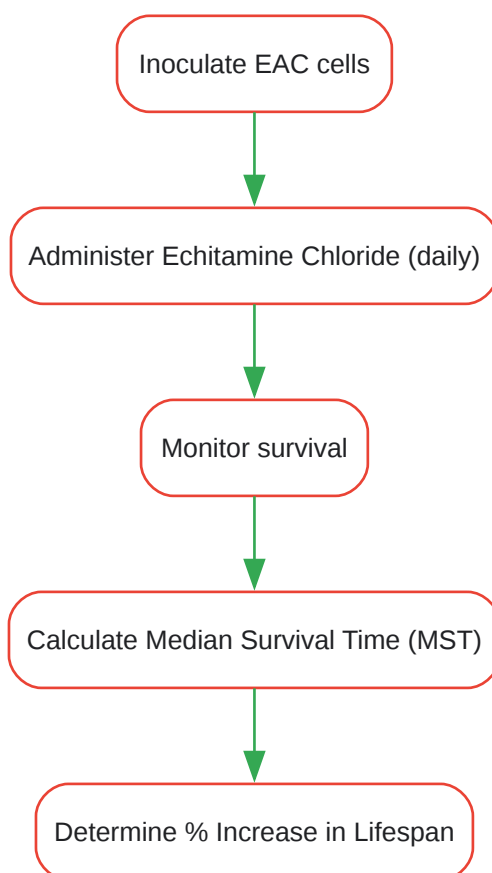 Inoculate EAC cells
Administer Echitamine Chloride (daily)
Monitor survival
Calculate Median Survival Time (MST)
Determine % Increase in Lifespan